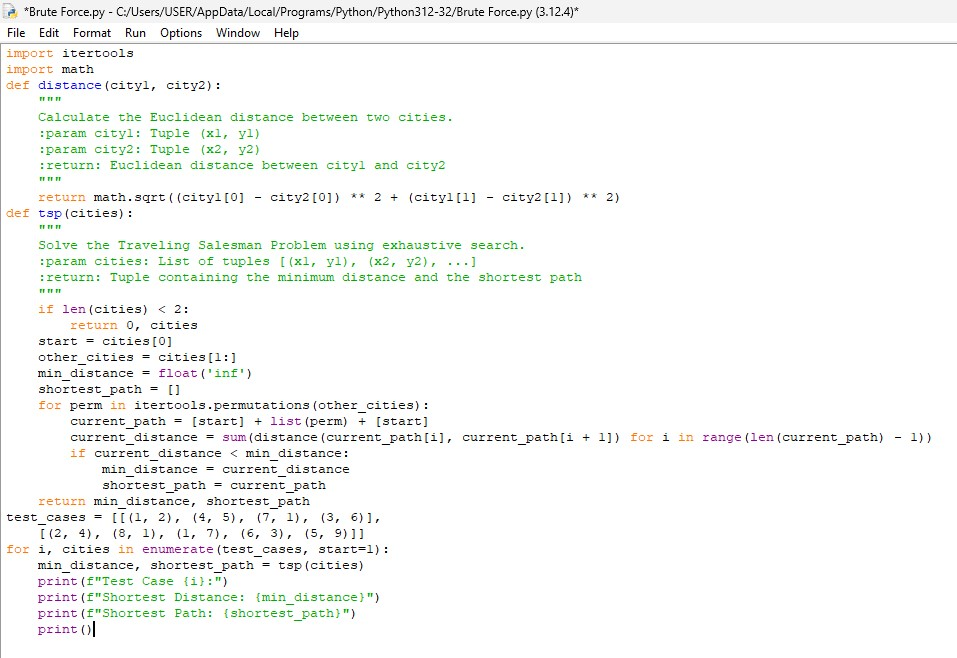 *Brute Force.py - C:/Users/USER/AppData/Local/Programs/Python/Python312-32/Brute Force.py (3.12.4)*
File Edit Format Run Options Window Help
import itertools
import math
def distance(city1, city2):
    """
    Calculate the Euclidean distance between two cities.
    :param city1: Tuple (x1, y1)
    :param city2: Tuple (x2, y2)
    :return: Euclidean distance between city1 and city2
    """
    return math.sqrt((city1[0] - city2[0]) ** 2 + (city1[1] - city2[1]) ** 2)
def tsp(cities):
    """
    Solve the Traveling Salesman Problem using exhaustive search.
    :param cities: List of tuples [(x1, y1), (x2, y2), ...]
    :return: Tuple containing the minimum distance and the shortest path
    """
    if len(cities) < 2:
        return 0, cities
    start = cities[0]
    other_cities = cities[1:]
    min_distance = float('inf')
    shortest_path = []
    for perm in itertools.permutations(other_cities):
        current_path = [start] + list(perm) + [start]
        current_distance = sum(distance(current_path[i], current_path[i + 1]) for i in range(len(current_path) - 1))
        if current_distance < min_distance:
            min_distance = current_distance
            shortest_path = current_path
    return min_distance, shortest_path
test_cases = [[(1, 2), (4, 5), (7, 1), (3, 6)],
    [(2, 4), (8, 1), (1, 7), (6, 3), (5, 9)]]
for i, cities in enumerate(test_cases, start=1):
    min_distance, shortest_path = tsp(cities)
    print(f"Test Case {i}:")
    print(f"Shortest Distance: {min_distance}")
    print(f"Shortest Path: {shortest_path}")
    print()